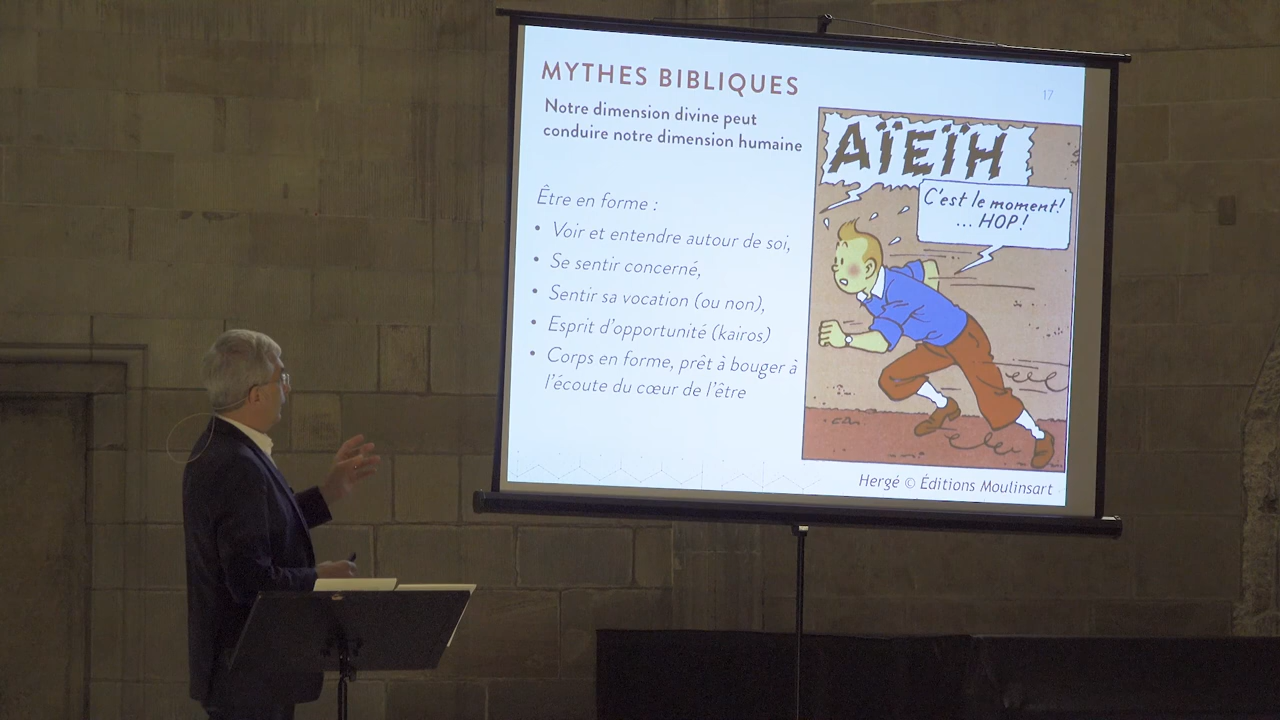 MYTHES BIBLIQUES
17
Notre dimension divine peut
conduire notre dimension humaine
Être en forme :
• Voir et entendre autour de soi,
• Se sentir concerné,
• Sentir sa vocation (ou non),
• Esprit d'opportunité (kairos)
• Corps en forme, prêt à bouger à
l'écoute du cœur de l'être
AÏEÏH
C'est le moment!
... HOP!
Hergé © Éditions Moulinsart